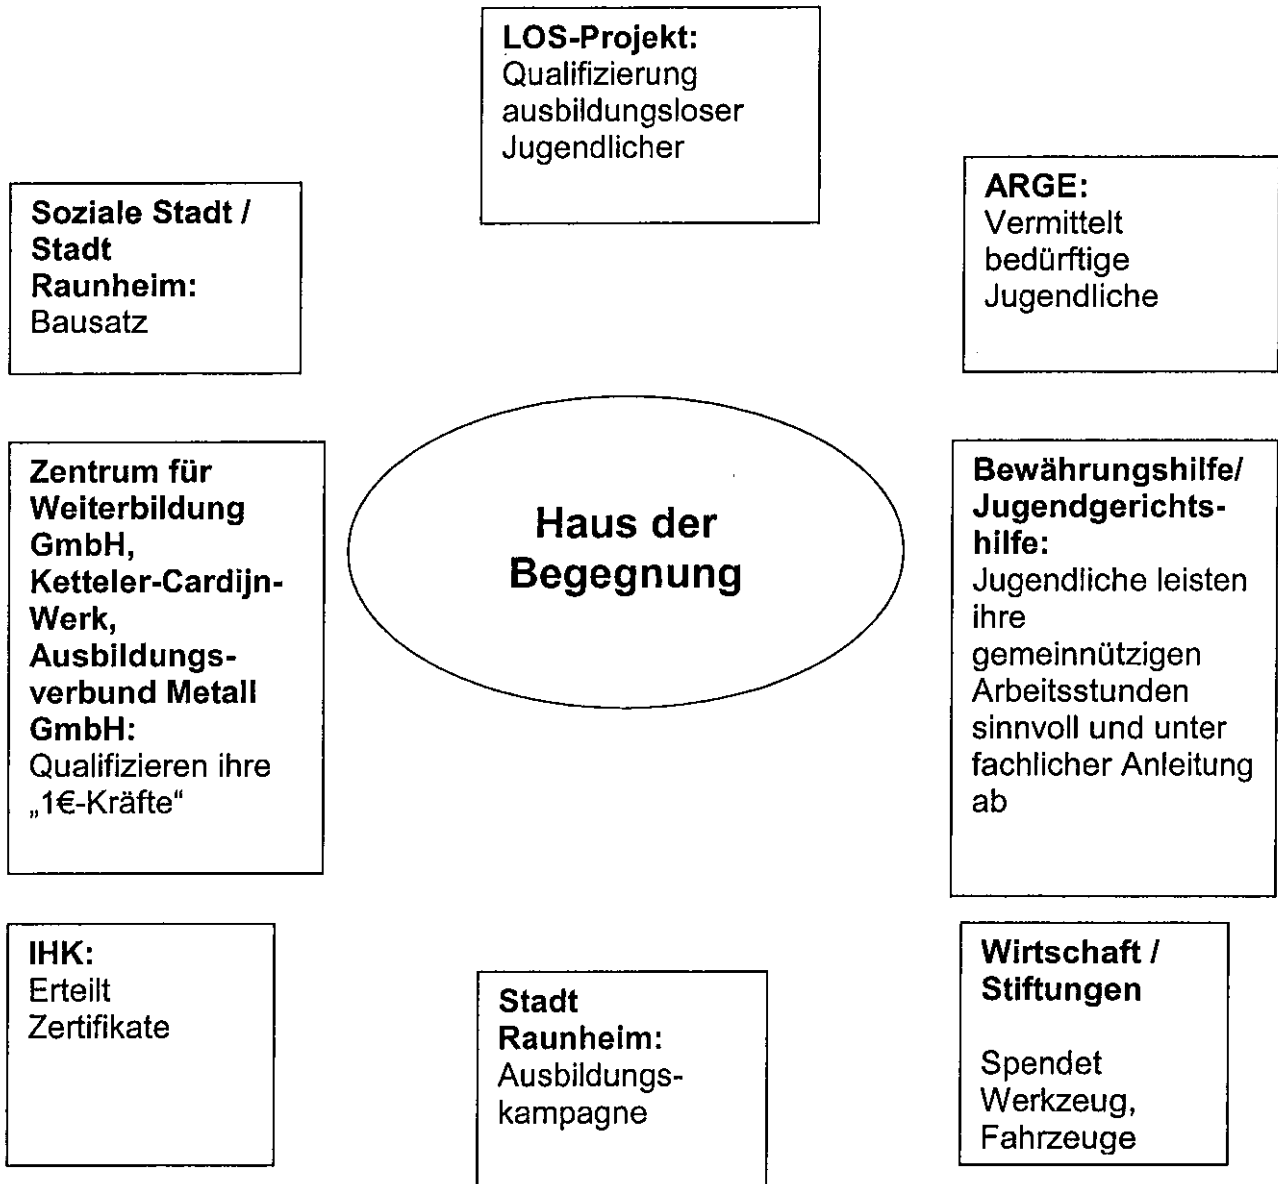 LOS-Projekt:
Qualifizierung
ausbildungsloser
Jugendlicher
Soziale Stadt /
Stadt
Raunheim:
Bausatz
ARGE:
Vermittelt
bedürftige
Jugendliche
Zentrum für
Weiterbildung
GmbH,
Ketteler-Cardijn-
Werk,
Ausbildungs-
verbund Metall
GmbH:
Qualifizieren ihre
„1€-Kräfte“
Haus der
Begegnung
Bewährungshilfe/
Jugendgerichts-
hilfe:
Jugendliche leisten
ihre
gemeinnützigen
Arbeitsstunden
sinnvoll und unter
fachlicher Anleitung
ab
IHK:
Erteilt
Zertifikate
Stadt
Raunheim:
Ausbildungs-
kampagne
Wirtschaft /
Stiftungen
Spendet
Werkzeug,
Fahrzeuge